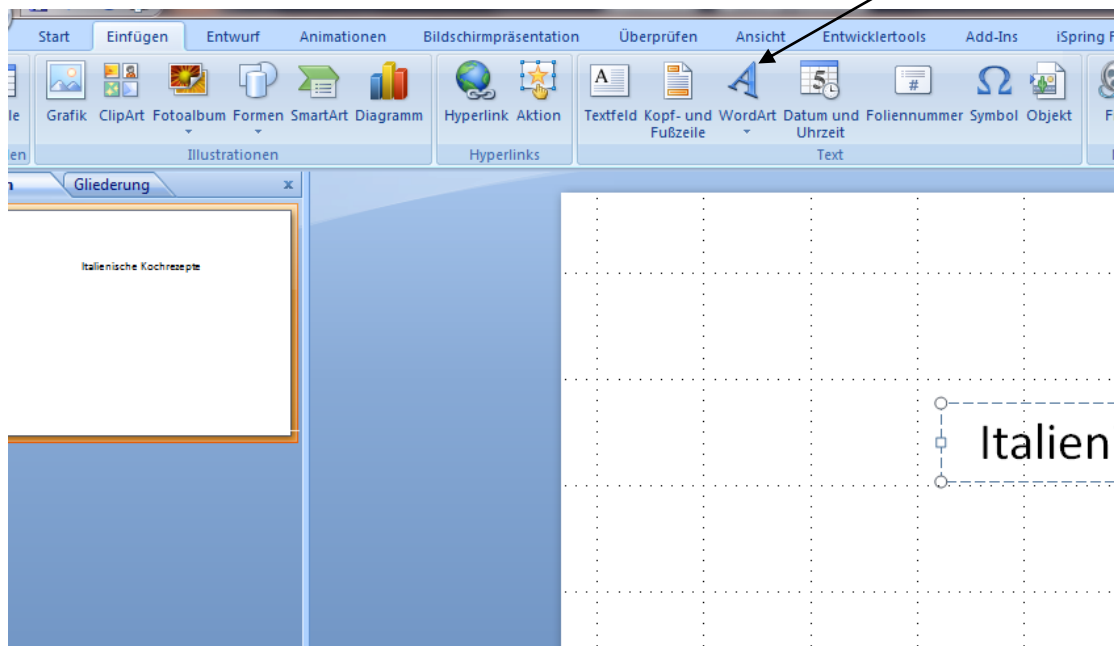 Start Einfügen Entwurf Animationen Bildschirmpräsentation Überprüfen Ansicht Entwicklertools Add-Ins iSpring
Grafik ClipArt Fotoalbum Formen SmartArt Diagramm Hyperlink Aktion Textfeld Kopf- und WordArt Datum und Foliennummer Symbol Objekt
Fußzeile Uhrzeit
Illustrationen Hyperlinks Text
Gliederung x
Italienische Kochrezepte
Italien